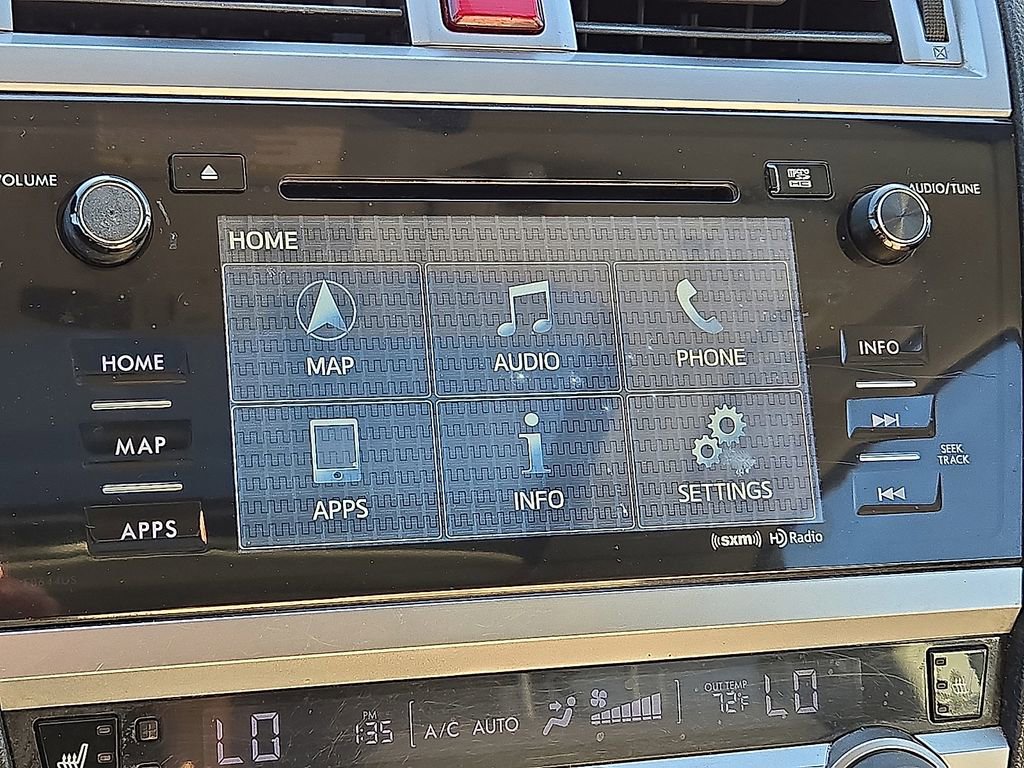 VOLUME
AUDIO/TUNE
HOME
MAP
AUDIO
PHONE
APPS
INFO
SETTINGS
HOME
MAP
APPS
INFO
SEEK
TRACK
((sxm)) HD Radio
LO
PM
1:35
A/C AUTO
OUT TEMP
72°F
LO